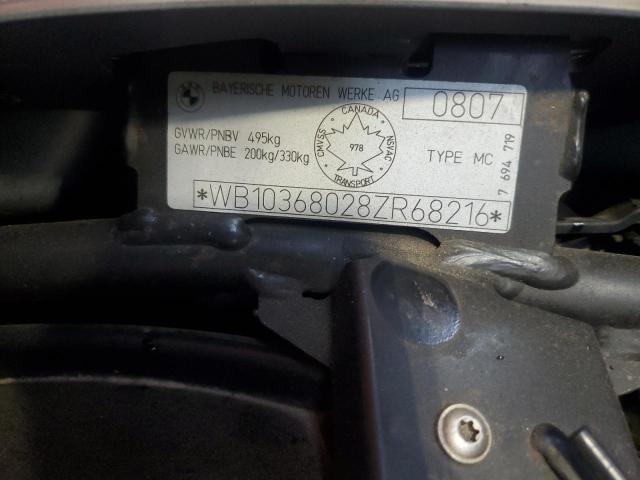 BMW
BAYERISCHE MOTOREN WERKE AG
0807
GVWR/PNBV 495kg
GAWR/PNBE 200kg/330kg
CANADA
CMVSS
978
NSVAC
TRANSPORT
TYPE MC
7 694 719
*WB10368028ZR68216*